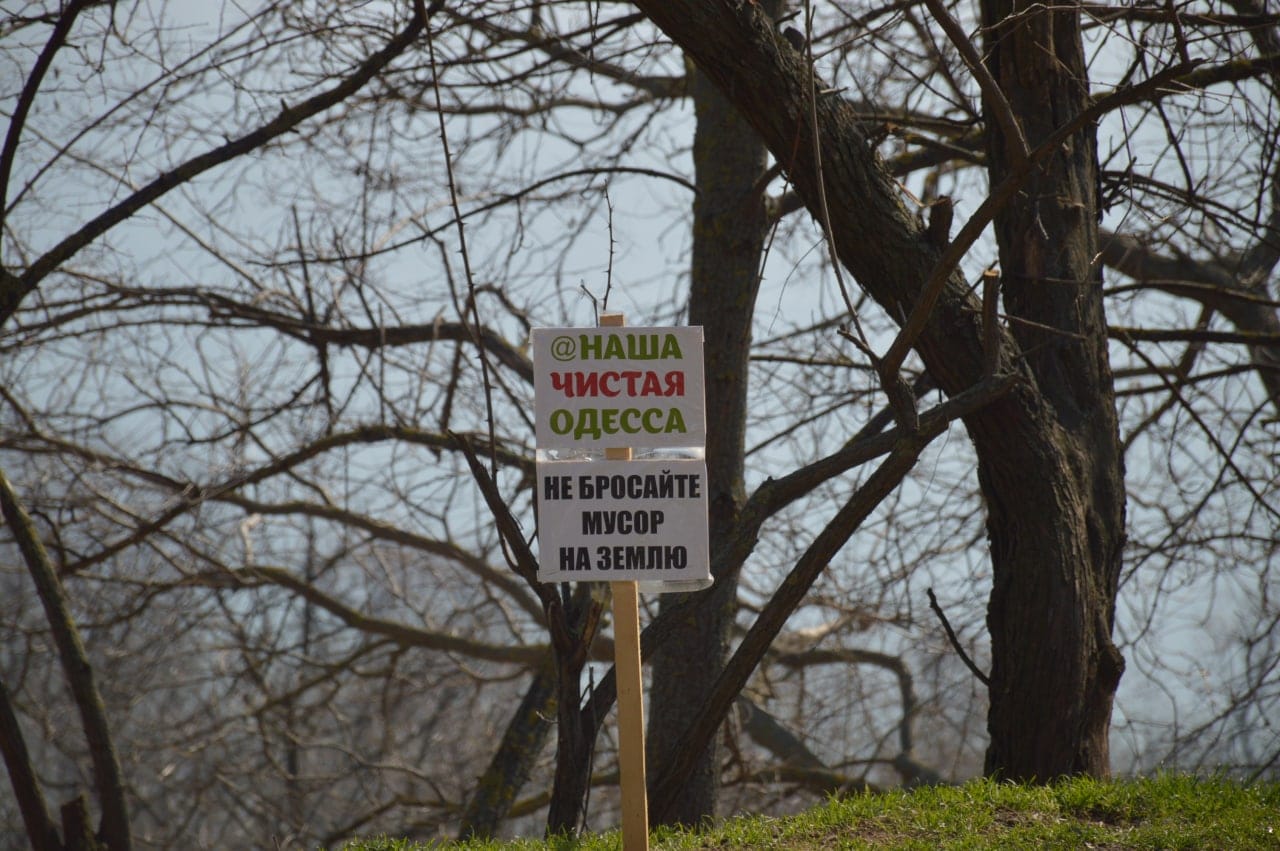 @НАША
ЧИСТАЯ
ОДЕССА
НЕ БРОСАЙТЕ
МУСОР
НА ЗЕМЛЮ